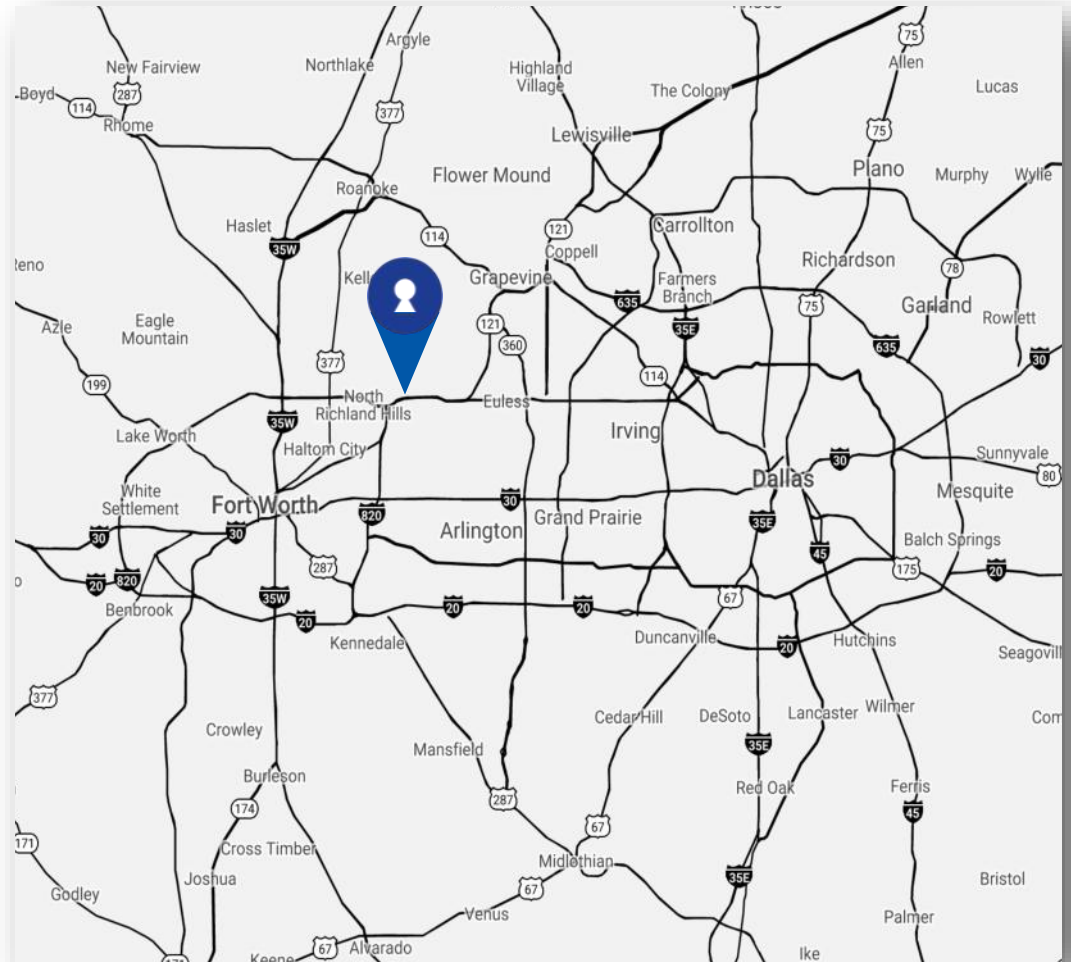 Argyle
75
New Fairview
Northlake
Highland
Village
Allen
Lucas
Boyd
114
287
377
The Colony
Rhome
Lewisville
75
Plano
Murphy
Wylie
Flower Mound
Roanoke
Haslet
35W
114
121
Carrollton
Coppell
Richardson
78
Grapevine
Farmers
Branch
635
75
Garland
Rowlett
Azle
Eagle
Mountain
121
360
35E
635
30
377
114
199
North
Richland Hills
Euless
35W
Lake Worth
Haltom City
Irving
30
Sunnyvale
80
White
Settlement
Fort Worth
30
Dallas
Mesquite
820
Arlington
Grand Prairie
35E
45
Balch Springs
30
30
287
175
20
820
20
Benbrook
35W
20
20
20
67
Kennedale
Duncanville
20
Hutchins
377
Crowley
Cedar Hill
DeSoto
Lancaster
Wilmer
Mansfield
35E
Burleson
287
Red Oak
Ferris
174
67
45
171
Cross Timber
Midlothian
35E
Godley
Joshua
67
Bristol
Venus
Palmer
67
Alvarado
Ike